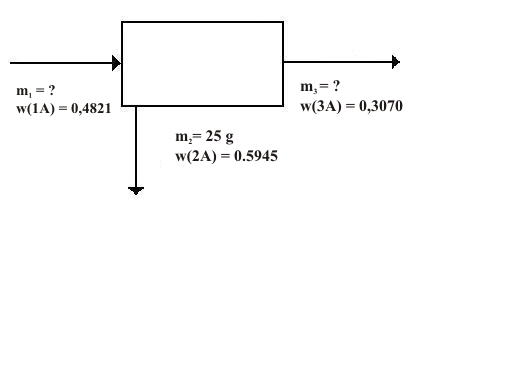 m₁ = ?
w(1A) = 0,4821
m₃ = ?
w(3A) = 0,3070
m₂= 25 g
w(2A) = 0.5945